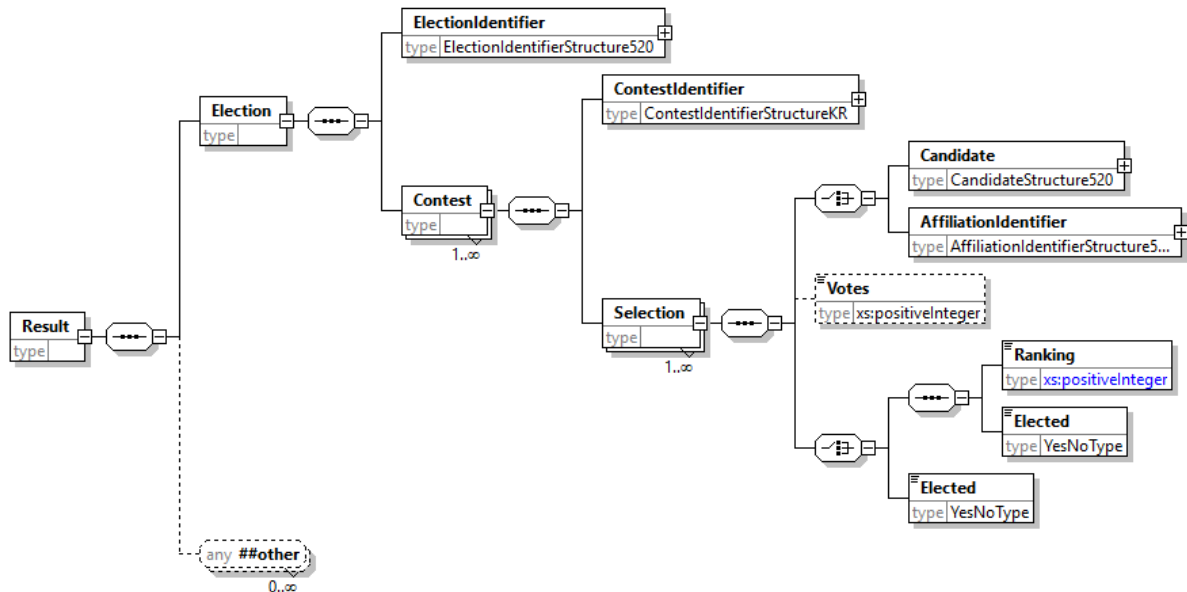 ElectionIdentifier
type ElectionIdentifierStructure520
ContestIdentifier
type ContestIdentifierStructureKR
Election
type
Candidate
type CandidateStructure520
Contest
type
1..∞
AffiliationIdentifier
type AffiliationIdentifierStructure5...
Votes
type xs:positiveInteger
Selection
type
1..∞
Result
type
Ranking
type xs:positiveInteger
Elected
type YesNoType
Elected
type YesNoType
any ##other
0..∞